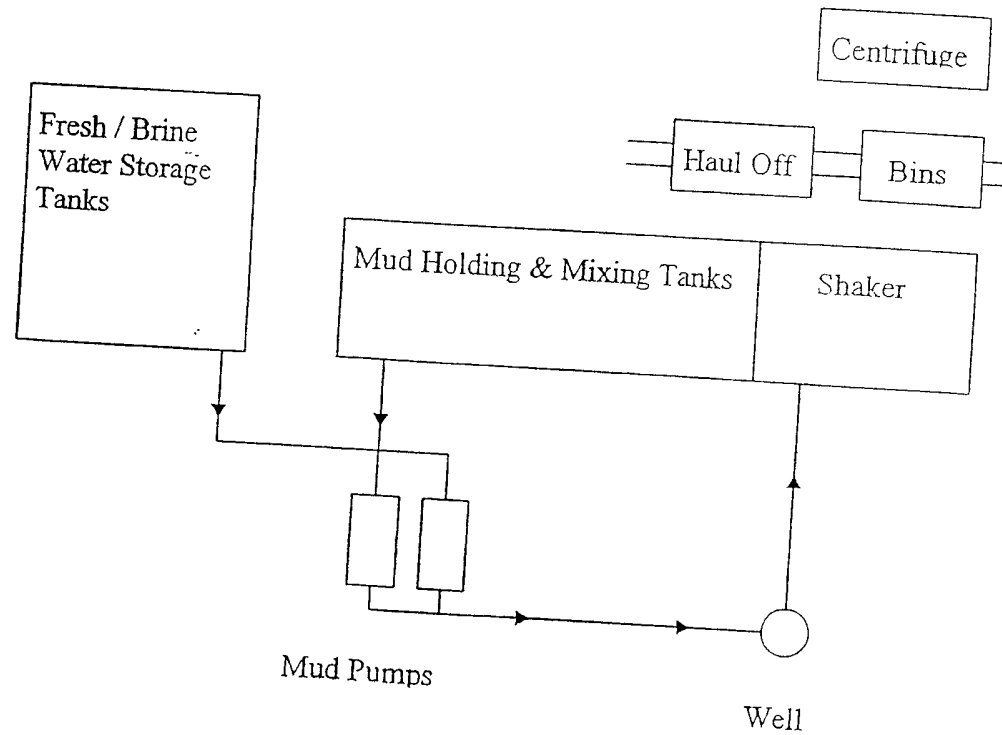 Centrifuge
Fresh / Brine
Water Storage
Tanks
Haul Off
Bins
Mud Holding & Mixing Tanks
Shaker
Mud Pumps
Well